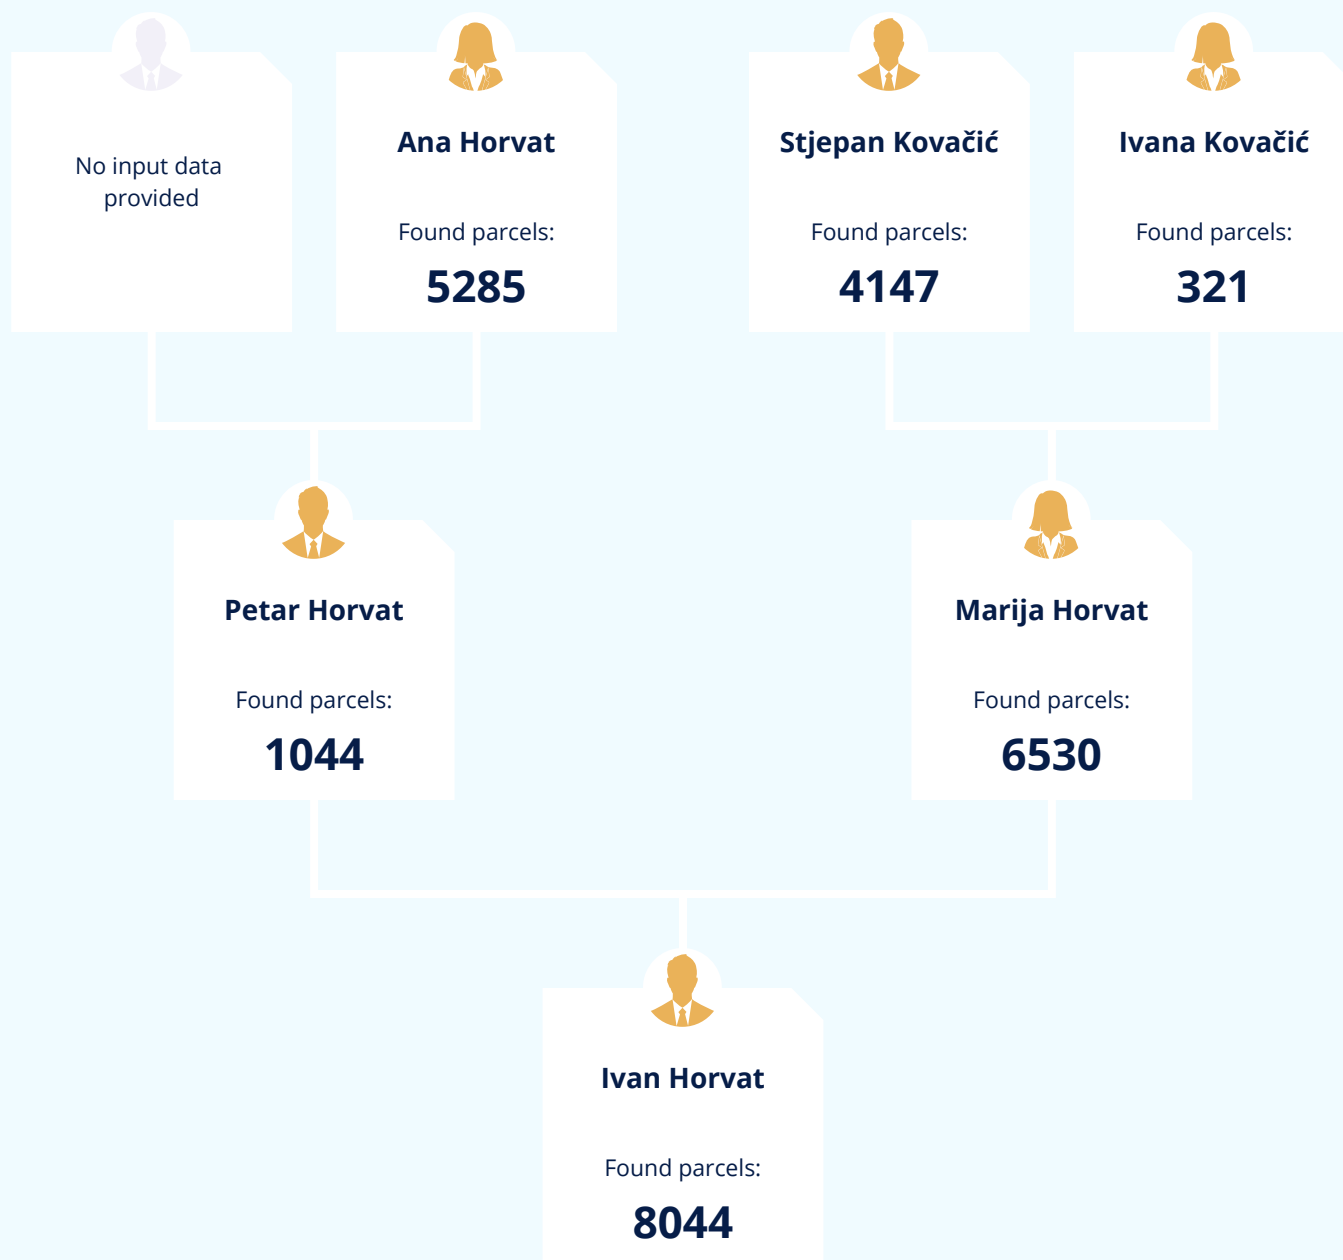 No input data
provided
Ana Horvat
Found parcels:
5285
Stjepan Kovačić
Found parcels:
4147
Ivana Kovačić
Found parcels:
321
Petar Horvat
Found parcels:
1044
Marija Horvat
Found parcels:
6530
Ivan Horvat
Found parcels:
8044